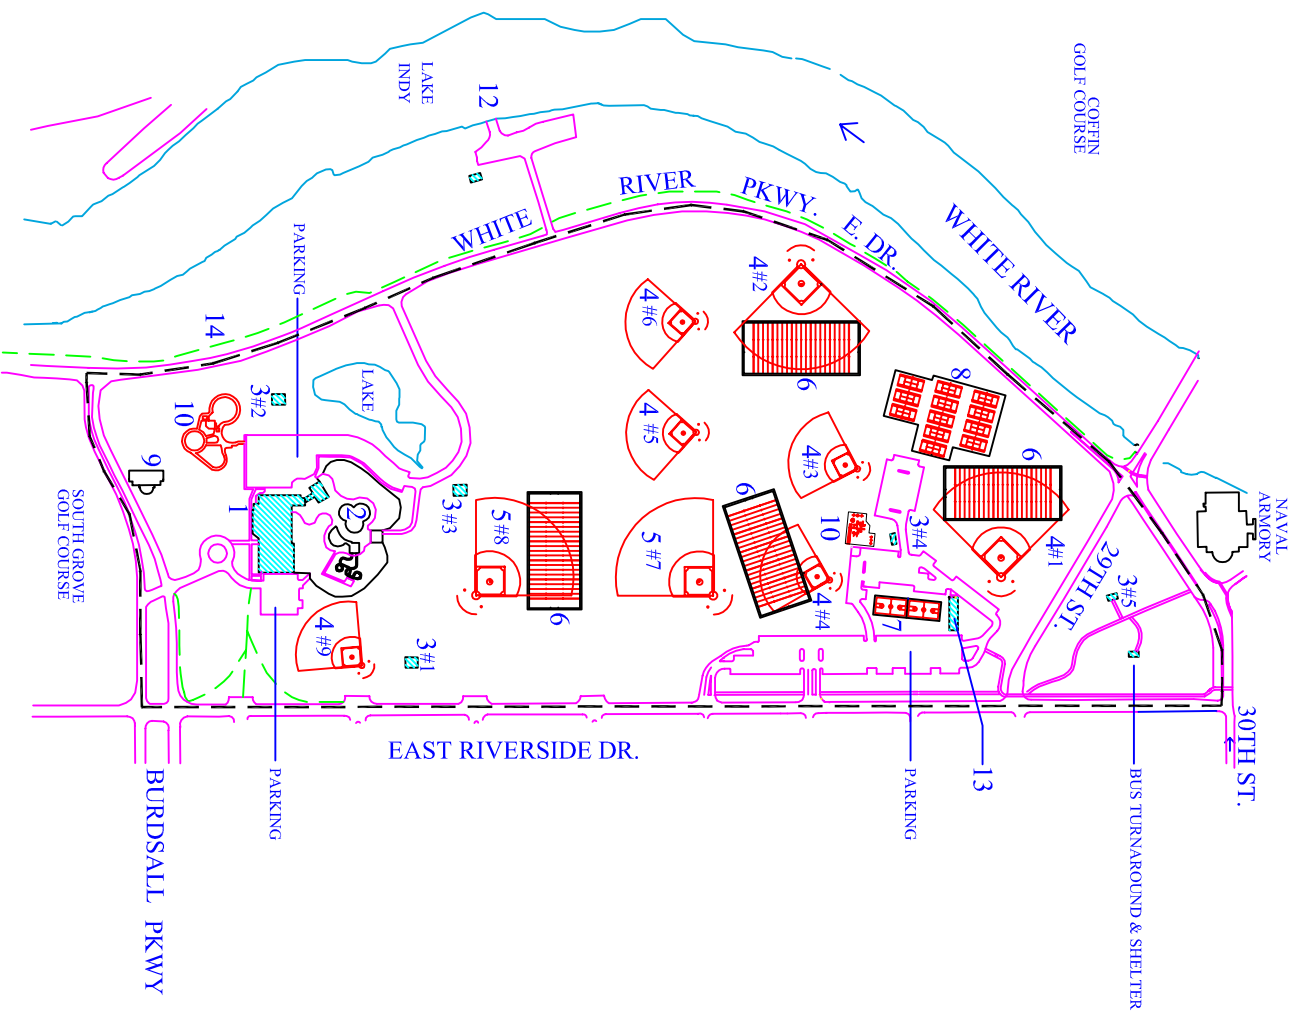 COFFIN
GOLF COURSE
LAKE
INDY
12
WHITE RIVER PKWY. E. DR.
WHITE RIVER
PARKING
14
4 #2
4 #6
6
8
LAKE
3 #2
10
4 #5
4 #3
6
9
1
2
3 #3
5 #8
5 #7
6
10
3 #4
4 #1
NAVAL
ARMORY
SOUTH GROVE
GOLF COURSE
29TH ST.
3 #5
4 #9
3 #1
6
4 #4
7
EAST RIVERSIDE DR.
30TH ST.
PARKING
PARKING
13
BUS TURNAROUND & SHELTER
BURDSALL PKWY